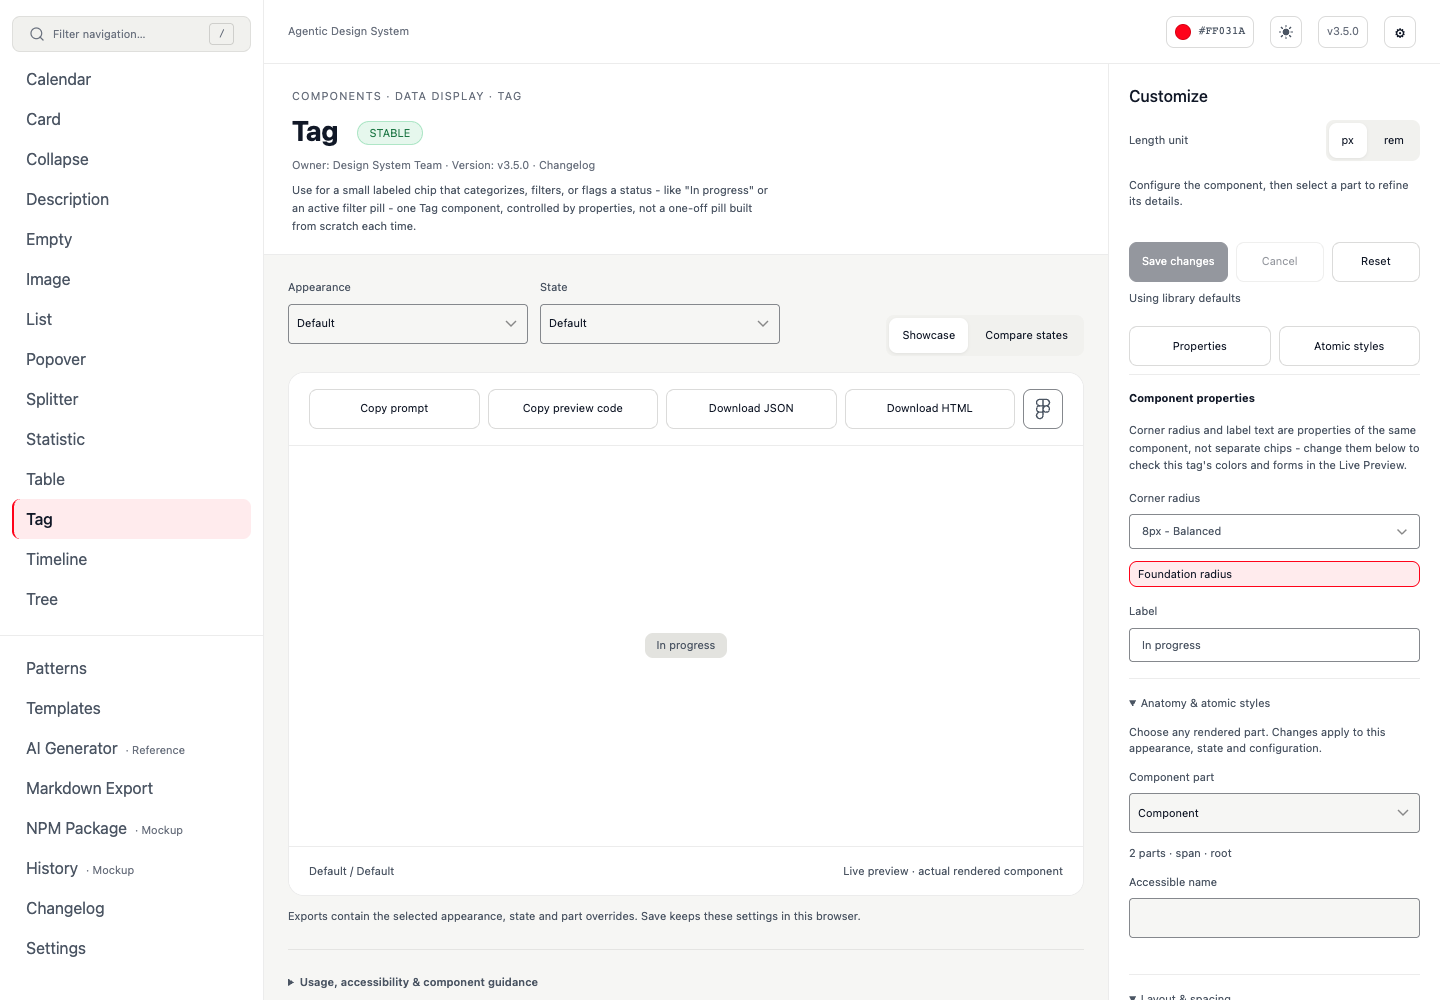 Filter navigation...
/
Calendar
Card
Collapse
Description
Empty
Image
List
Popover
Splitter
Statistic
Table
Tag
Timeline
Tree
Patterns
Templates
AI Generator · Reference
Markdown Export
NPM Package · Mockup
History · Mockup
Changelog
Settings
Agentic Design System
#FF031A
v3.5.0
COMPONENTS · DATA DISPLAY · TAG
Tag
STABLE
Owner: Design System Team · Version: v3.5.0 · Changelog
Use for a small labeled chip that categorizes, filters, or flags a status - like "In progress" or
an active filter pill - one Tag component, controlled by properties, not a one-off pill built
from scratch each time.
Appearance
Default
State
Default
Showcase
Compare states
Copy prompt
Copy preview code
Download JSON
Download HTML
In progress
Default / Default
Live preview · actual rendered component
Exports contain the selected appearance, state and part overrides. Save keeps these settings in this browser.
Usage, accessibility & component guidance
Customize
Length unit
px
rem
Configure the component, then select a part to refine
its details.
Save changes
Cancel
Reset
Using library defaults
Properties
Atomic styles
Component properties
Corner radius and label text are properties of the same
component, not separate chips - change them below to
check this tag's colors and forms in the Live Preview.
Corner radius
8px - Balanced
Foundation radius
Label
In progress
Anatomy & atomic styles
Choose any rendered part. Changes apply to this
appearance, state and configuration.
Component part
Component
2 parts · span · root
Accessible name
Layout & spacing